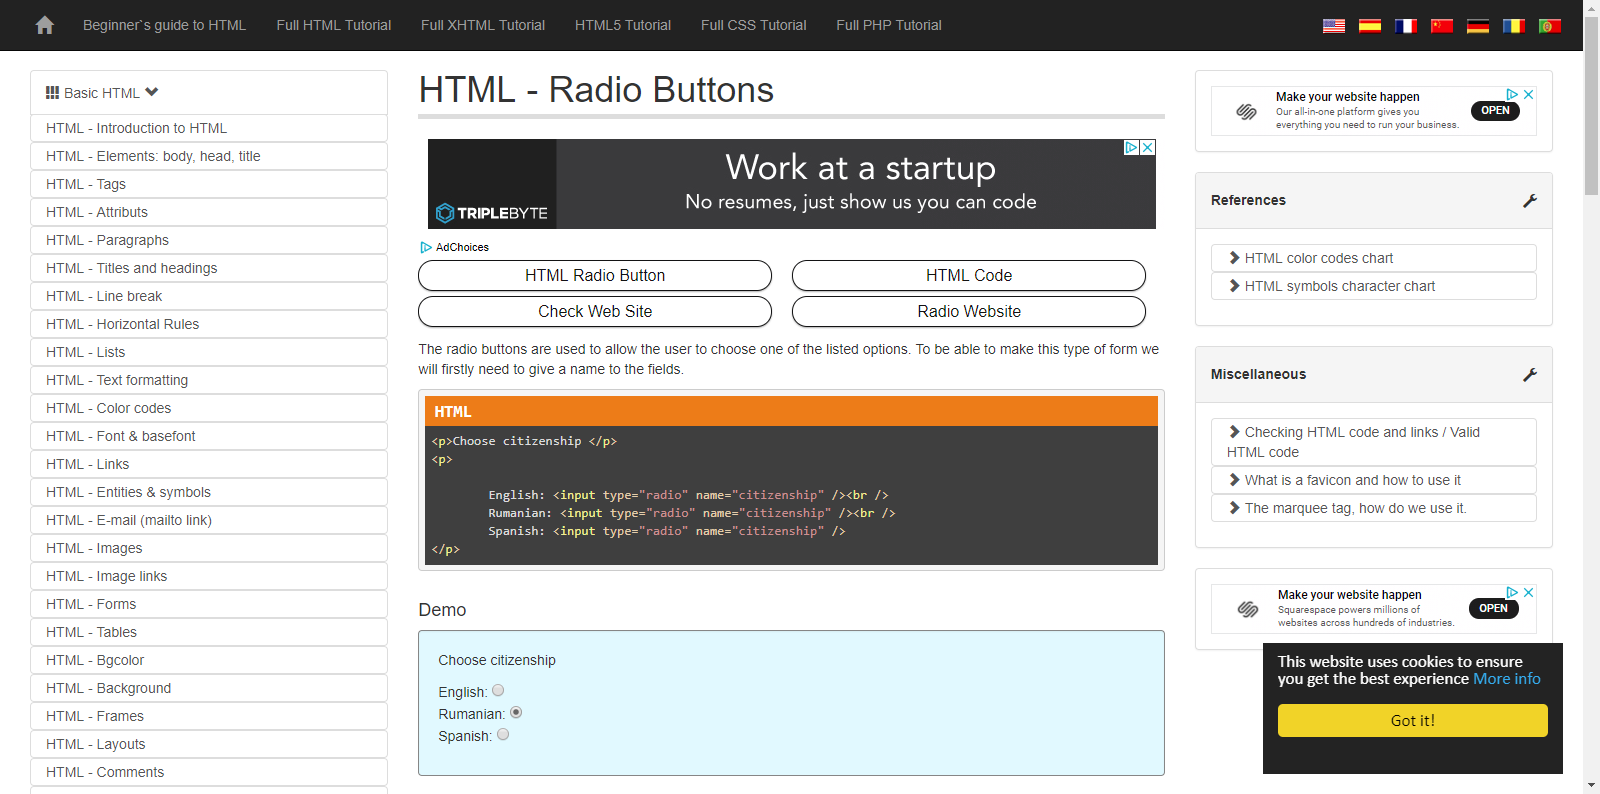 Beginner`s guide to HTML Full HTML Tutorial Full XHTML Tutorial HTML5 Tutorial Full CSS Tutorial Full PHP Tutorial
Basic HTML
HTML - Introduction to HTML
HTML - Elements: body, head, title
HTML - Tags
HTML - Attributs
HTML - Paragraphs
HTML - Titles and headings
HTML - Line break
HTML - Horizontal Rules
HTML - Lists
HTML - Text formatting
HTML - Color codes
HTML - Font & basefont
HTML - Links
HTML - Entities & symbols
HTML - E-mail (mailto link)
HTML - Images
HTML - Image links
HTML - Forms
HTML - Tables
HTML - Bgcolor
HTML - Background
HTML - Frames
HTML - Layouts
HTML - Comments
HTML - Radio Buttons
TRIPLEBYTE
Work at a startup
No resumes, just show us you can code
AdChoices
HTML Radio Button
HTML Code
Check Web Site
Radio Website
The radio buttons are used to allow the user to choose one of the listed options. To be able to make this type of form we
will firstly need to give a name to the fields.
HTML
<p>Choose citizenship </p>
<p>
English: <input type="radio" name="citizenship" /><br />
Rumanian: <input type="radio" name="citizenship" /><br />
Spanish: <input type="radio" name="citizenship" />
</p>
Demo
Choose citizenship
English:
Rumanian:
Spanish:
Make your website happen
Our all-in-one platform gives you
everything you need to run your business.
OPEN
References
HTML color codes chart
HTML symbols character chart
Miscellaneous
Checking HTML code and links / Valid
HTML code
What is a favicon and how to use it
The marquee tag, how do we use it.
Make your website happen
Squarespace powers millions of
websites across hundreds of industries.
OPEN
This website uses cookies to ensure
you get the best experience More info
Got it!